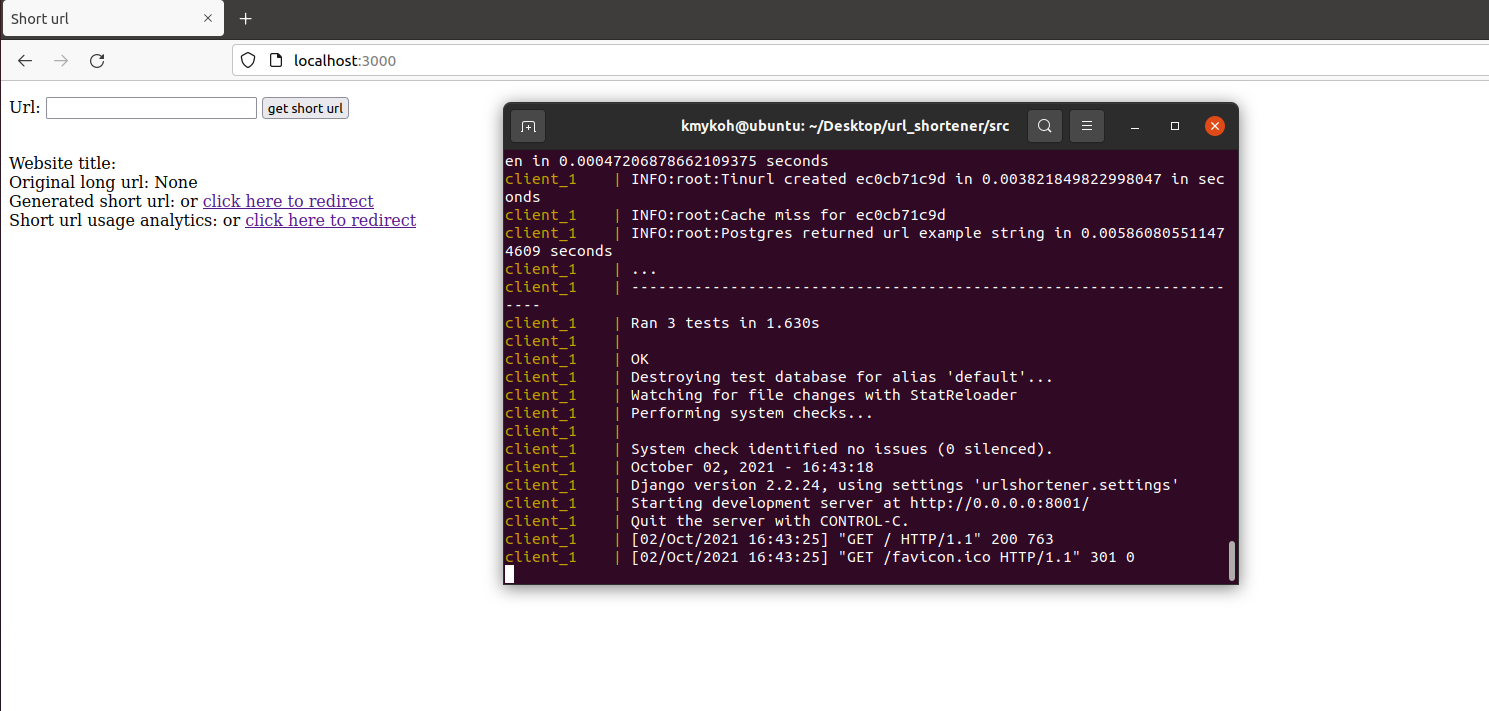 Short url
localhost:3000
Url: get short url
Website title:
Original long url: None
Generated short url: or click here to redirect
Short url usage analytics: or click here to redirect
kmykoh@ubuntu: ~/Desktop/url_shortener/src
en in 0.00047206878662109375 seconds
client_1    | INFO:root:Tinurl created ec0cb71c9d in 0.003821849822998047 in sec
onds
client_1    | INFO:root:Cache miss for ec0cb71c9d
client_1    | INFO:root:Postgres returned url example string in 0.00586080551147
4609 seconds
client_1    | ...
client_1    | ------------------------------------------------------------------
----
client_1    | Ran 3 tests in 1.630s
client_1    |
client_1    | OK
client_1    | Destroying test database for alias 'default'...
client_1    | Watching for file changes with StatReloader
client_1    | Performing system checks...
client_1    |
client_1    | System check identified no issues (0 silenced).
client_1    | October 02, 2021 - 16:43:18
client_1    | Django version 2.2.24, using settings 'urlshortener.settings'
client_1    | Starting development server at http://0.0.0.0:8001/
client_1    | Quit the server with CONTROL-C.
client_1    | [02/Oct/2021 16:43:25] "GET / HTTP/1.1" 200 763
client_1    | [02/Oct/2021 16:43:25] "GET /favicon.ico HTTP/1.1" 301 0